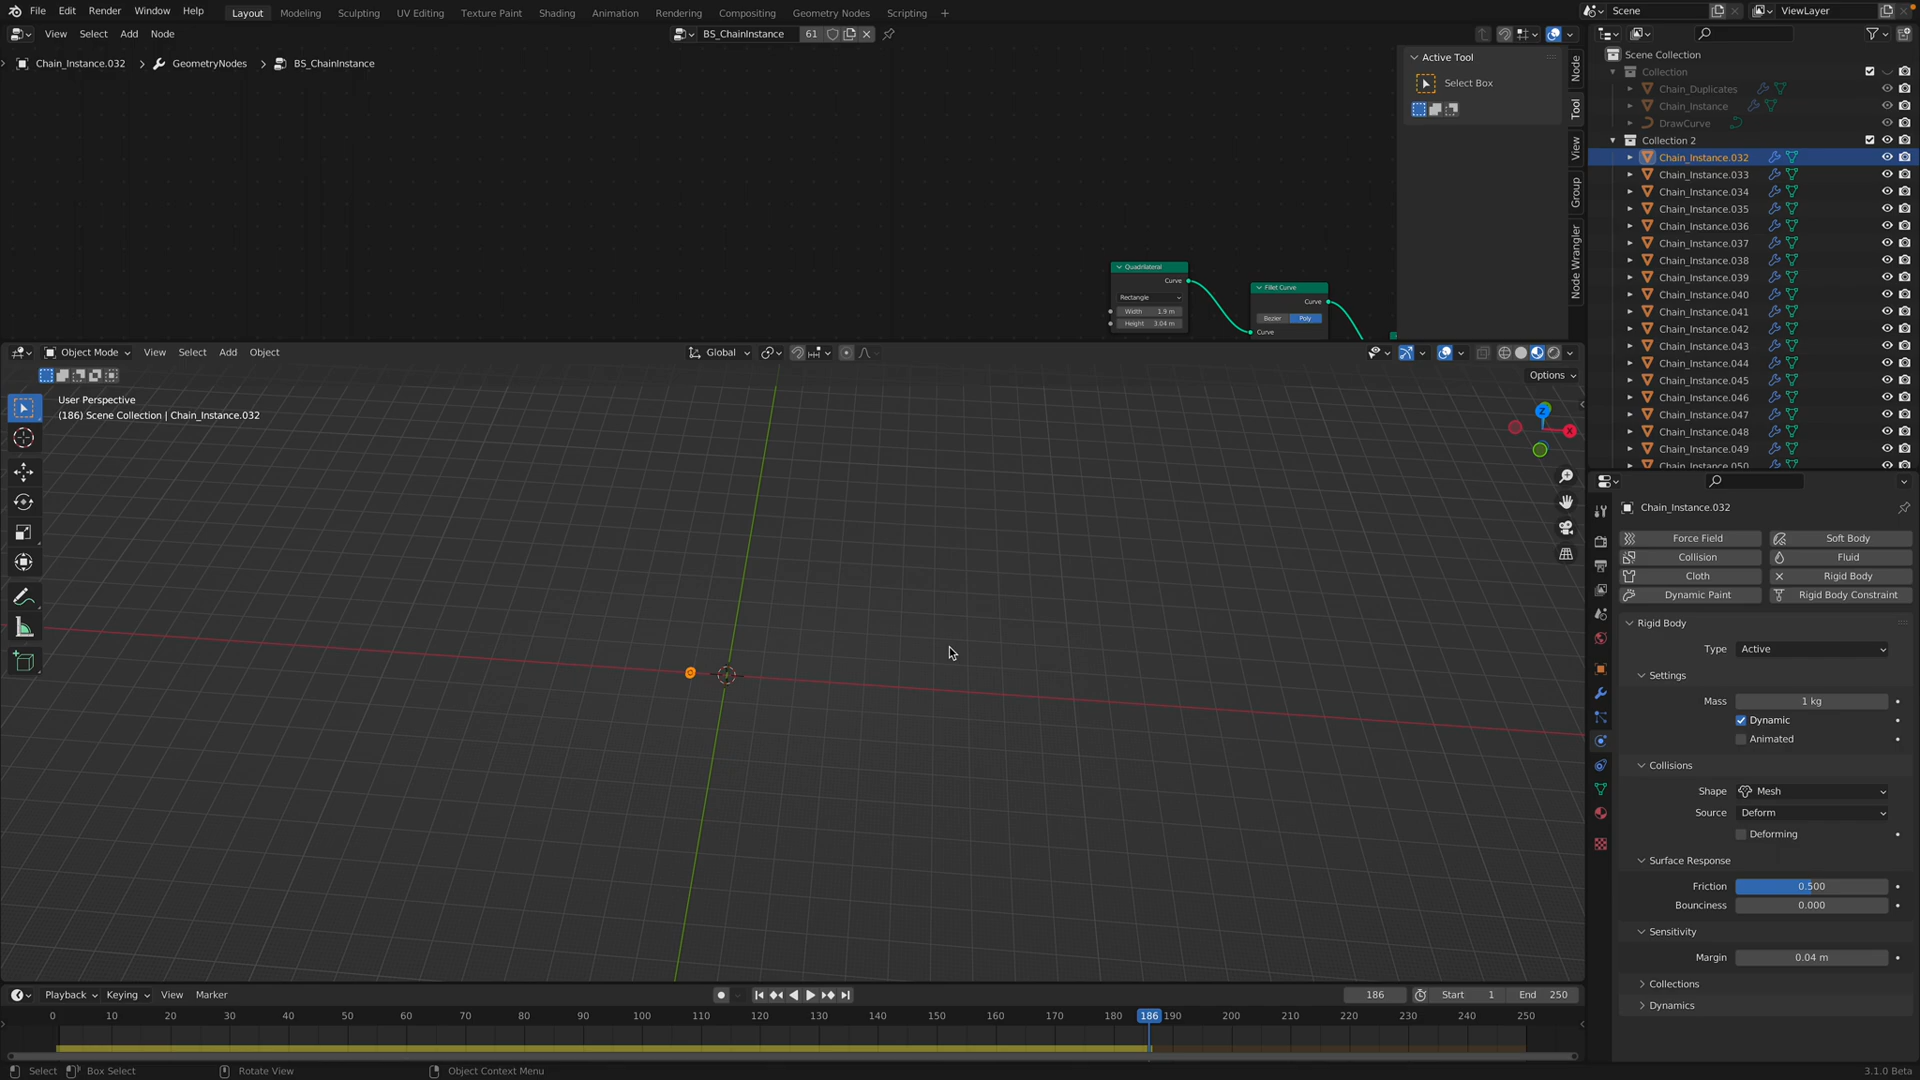 File Edit Render Window Help Layout Modeling Sculpting UV Editing Texture Paint Shading Animation Rendering Compositing Geometry Nodes Scripting + Scene ViewLayer
View Select Add Node BS_ChainInstance 61
Chain_Instance.032 > GeometryNodes > BS_ChainInstance
Active Tool
Select Box
Node
Tool
View
Group
Node Wrangler
Quadrilateral
Curve
Rectangle
Width 1.9 m
Height 3.04 m
Fillet Curve
Curve
Bezier Poly
Curve
Scene Collection
Collection
Chain_Duplicates
Chain_Instance
DrawCurve
Collection 2
Chain_Instance.032
Chain_Instance.033
Chain_Instance.034
Chain_Instance.035
Chain_Instance.036
Chain_Instance.037
Chain_Instance.038
Chain_Instance.039
Chain_Instance.040
Chain_Instance.041
Chain_Instance.042
Chain_Instance.043
Chain_Instance.044
Chain_Instance.045
Chain_Instance.046
Chain_Instance.047
Chain_Instance.048
Chain_Instance.049
Chain_Instance.050
Object Mode View Select Add Object Global
Options
User Perspective
(186) Scene Collection | Chain_Instance.032
Z
X
Chain_Instance.032
Force Field Soft Body
Collision Fluid
Cloth Rigid Body
Dynamic Paint Rigid Body Constraint
Rigid Body
Type Active
Settings
Mass 1 kg
Dynamic
Animated
Collisions
Shape Mesh
Source Deform
Deforming
Surface Response
Friction 0.500
Bounciness 0.000
Sensitivity
Margin 0.04 m
Collections
Dynamics
Playback Keying View Marker 186 Start 1 End 250
0 10 20 30 40 50 60 70 80 90 100 110 120 130 140 150 160 170 180 186 190 200 210 220 230 240 250
Select Box Select Rotate View Object Context Menu 3.1.0 Beta